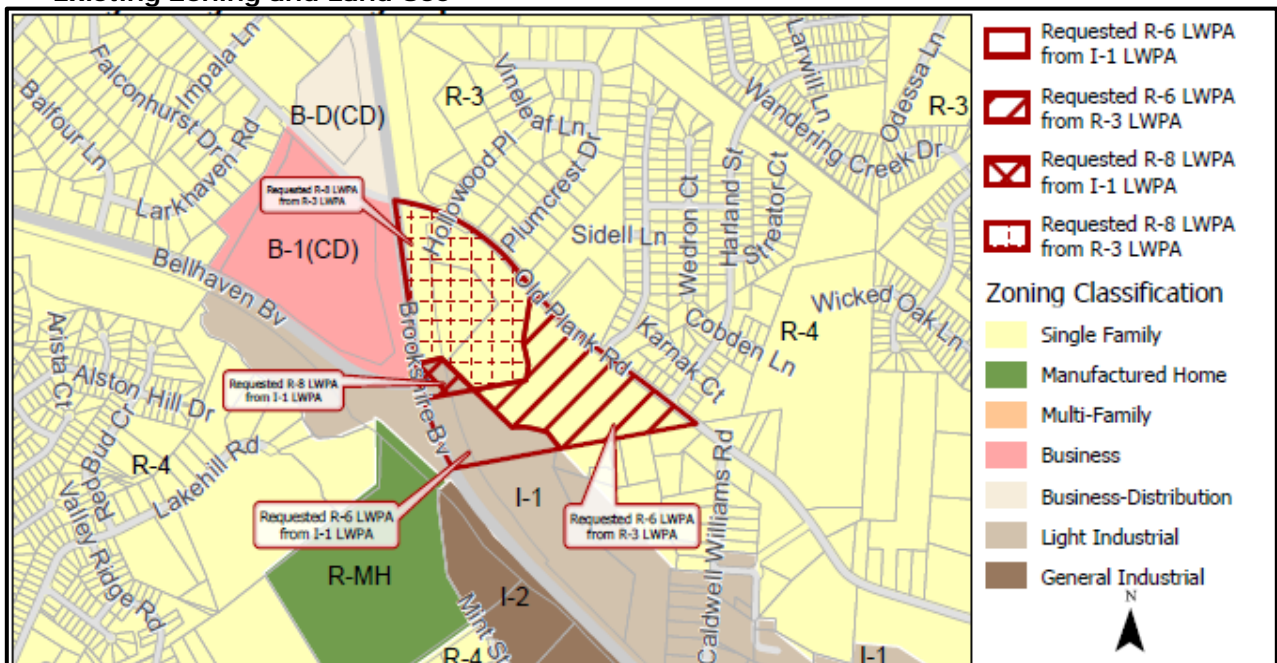 Existing Zoning and Land Use
Impala Ln
Falconhurst Dr
Balfour Ln
Larkhaven Rd
B-D(CD)
R-3
Vineleaf Ln
Hollowood Pl
Plumcrest Dr
Larwill Ln
Wandering Creek Dr
Odessa Ln
R-3
Requested R-8 LWPA
from R-3 LWPA
B-1(CD)
Bellhaven Bv
Sidell Ln
Wedron Ct
Harland St
Streator Ct
Old Plank Rd
Wicked Oak Ln
R-4
Karnak Ct
Cobden Ln
Brookshire Bv
Arista Ct
Alston Hill Dr
Red Bud Cr
R-4
Lakehill Rd
Valley Ridge Rd
Requested R-8 LWPA
from I-1 LWPA
Requested R-6 LWPA
from I-1 LWPA
I-1
Requested R-6 LWPA
from R-3 LWPA
R-MH
I-2
Mint St
R-4
Caldwell Williams Rd
I-1
Requested R-6 LWPA
from I-1 LWPA
Requested R-6 LWPA
from R-3 LWPA
Requested R-8 LWPA
from I-1 LWPA
Requested R-8 LWPA
from R-3 LWPA
Zoning Classification
Single Family
Manufactured Home
Multi-Family
Business
Business-Distribution
Light Industrial
General Industrial
N